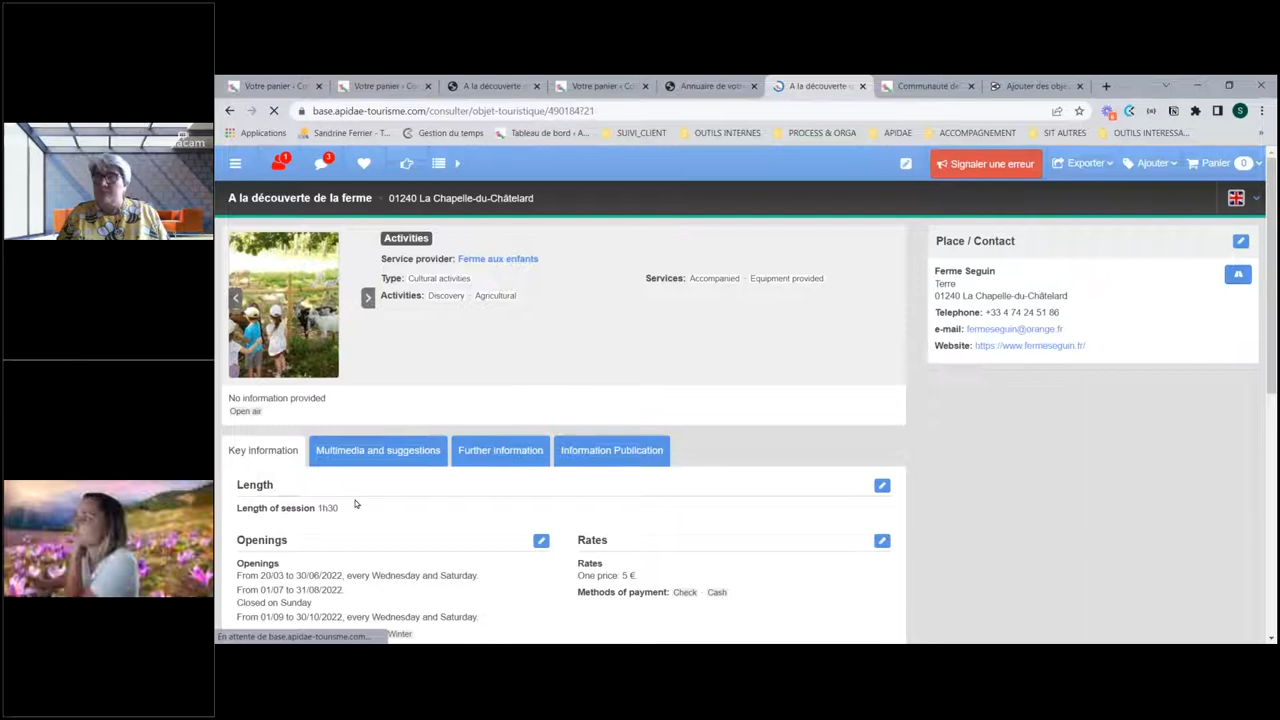 acam
Votre panier ‹ Co
Votre panier ‹ Co
A la découverte
Votre panier ‹ Co
Annuaire de vot
A la découverte
Communauté de
Ajouter des obje
base.apidae-tourisme.com/consulter/objet-touristique/490184?21
S
Applications
Sandrine Ferrier - T...
Gestion du temps
Tableau de bord ‹ A...
SUIVI_CLIENT
OUTILS INTERNES
PROCESS & ORGA
APIDAE
ACCOMPAGNEMENT
SIT AUTRES
OUTILS INTERESSA...
1
3
Signaler une erreur
Exporter
Ajouter
Panier 0
A la découverte de la ferme · 01240 La Chapelle-du-Châtelard
Activities
Service provider: Ferme aux enfants
Type: Cultural activities
Activities: Discovery · Agricultural
Services: Accompanied · Equipment provided
Place / Contact
Ferme Seguin
Terre
01240 La Chapelle-du-Châtelard
Telephone: +33 4 74 24 51 86
e-mail: fermeseguin@orange.fr
Website: https://www.fermeseguin.fr/
No information provided
Open air
Key information
Multimedia and suggestions
Further information
Information Publication
Length
Length of session 1h30
Openings
Openings
From 20/03 to 30/06/2022, every Wednesday and Saturday.
From 01/07 to 31/08/2022.
Closed on Sunday
From 01/09 to 30/10/2022, every Wednesday and Saturday.
Winter
Rates
Rates
One price: 5 €.
Methods of payment: Check · Cash
En attente de base.apidae-tourisme.com...